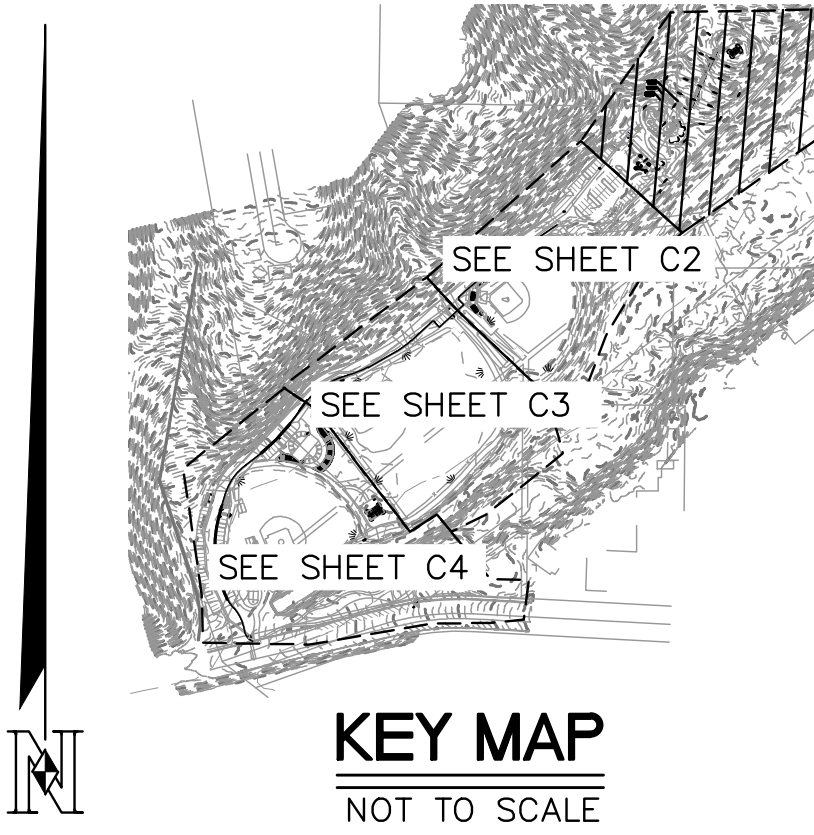 SEE SHEET C2
SEE SHEET C3
SEE SHEET C4
N
KEY MAP
NOT TO SCALE